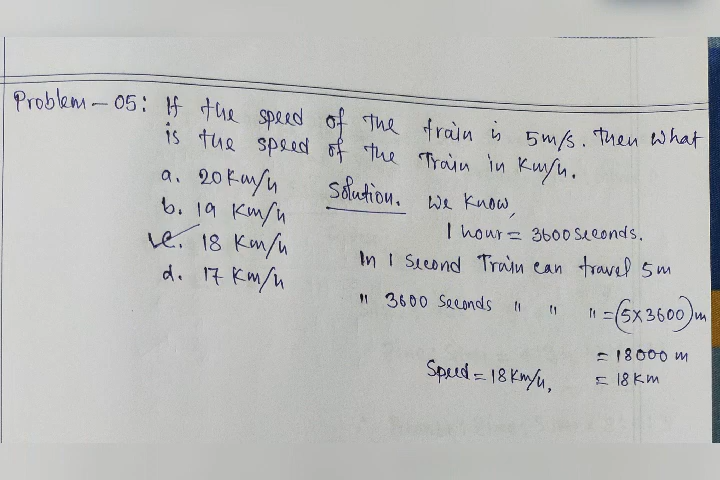 Problem - 05: If the speed of the train is 5m/s. Then What
is the speed of the Train in Km/h.
a. 20 Km/h
b. 19 Km/h
c. 18 Km/h
d. 17 Km/h
Solution. We Know,
1 hour = 3600 seconds.
In 1 Second Train Can travel 5m
" 3600 Seconds " " " = (5x3600)m
= 18000 m
= 18 Km
Speed = 18 Km/h,